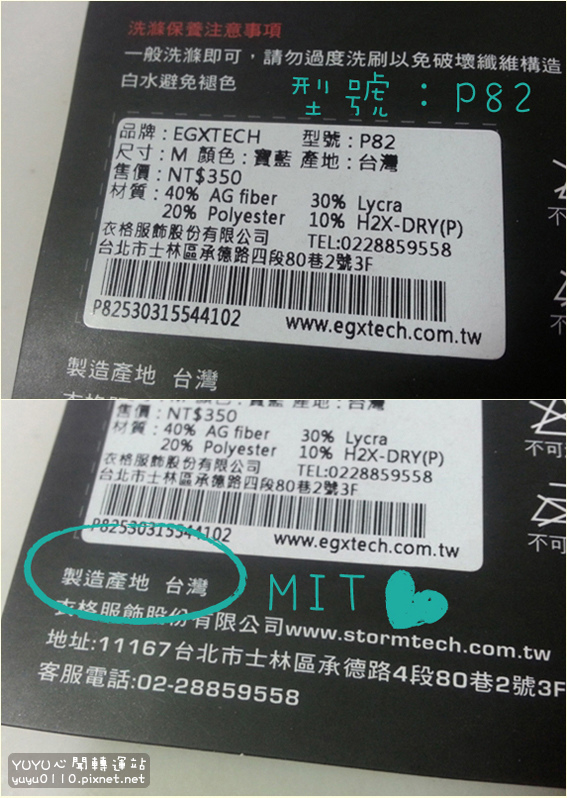 洗滌保養注意事項
一般洗滌即可，請勿過度洗刷以免破壞纖維構造
白水避免褪色
型號：P82
品牌：EGXTECH 型號：P82
尺寸：M 顏色：寶藍 產地：台灣
售價：NT$350
材質：40% AG fiber 30% Lycra
20% Polyester 10% H2X-DRY(P)
衣格服飾股份有限公司 TEL:0228859558
台北市士林區承德路四段80巷2號3F
P82530315544102 www.egxtech.com.tw
不
不
製造產地 台灣
售價：NT$350
材質：40% AG fiber 30% Lycra
20% Polyester 10% H2X-DRY(P)
衣格服飾股份有限公司 TEL:0228859558
台北市士林區承德路四段80巷2號3F
P82530315544102 www.egxtech.com.tw
不可
不可
製造產地 台灣
MIT
衣格服飾股份有限公司www.stormtech.com.tw
地址:11167台北市士林區承德路4段80巷2號3F
客服電話:02-28859558
YUYU心聞轉運站
yuyu0110.pixnet.net